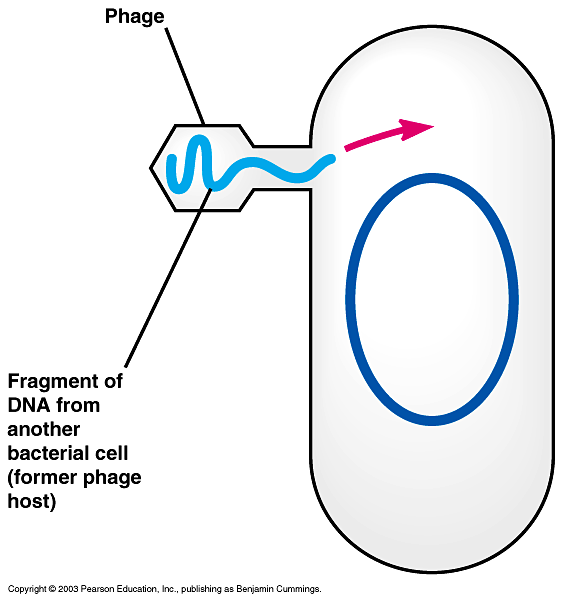 Phage
Fragment of
DNA from
another
bacterial cell
(former phage
host)
Copyright © 2003 Pearson Education, Inc., publishing as Benjamin Cummings.